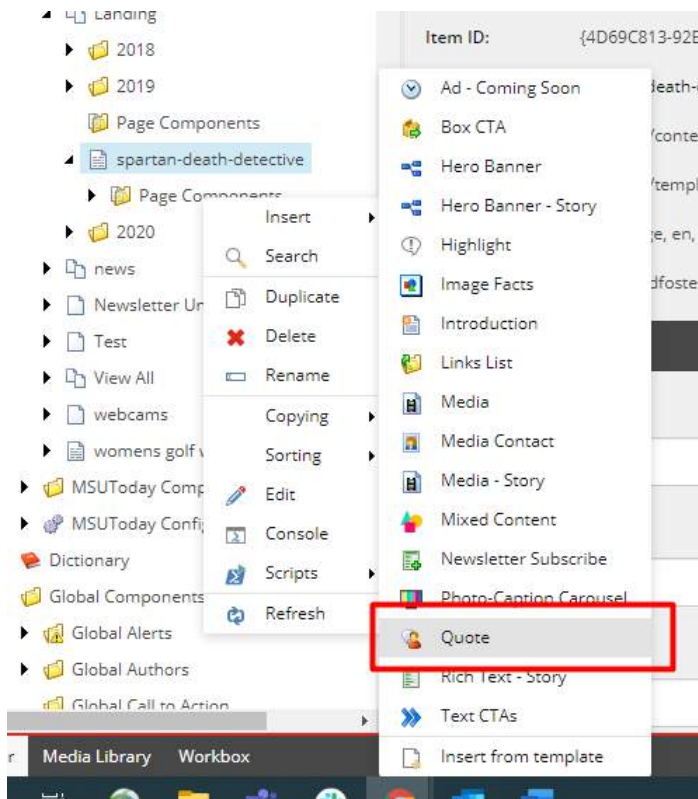 Landing
2018
2019
Page Components
spartan-death-detective
Page Components
2020
news
Newsletter Un
Test
View All
webcams
womens golf
MSUToday Comp
MSUToday Config
Dictionary
Global Components
Global Alerts
Global Authors
Global Call to Action
Media Library Workbox
Insert
Search
Duplicate
Delete
Rename
Copying
Sorting
Edit
Console
Scripts
Refresh
Ad - Coming Soon
Box CTA
Hero Banner
Hero Banner - Story
Highlight
Image Facts
Introduction
Links List
Media
Media Contact
Media - Story
Mixed Content
Newsletter Subscribe
Photo-Caption Carousel
Quote
Rich Text - Story
Text CTAs
Insert from template
Item ID: {4D69C813-92E
death-
/conte
/templ
e, en,
dfoste